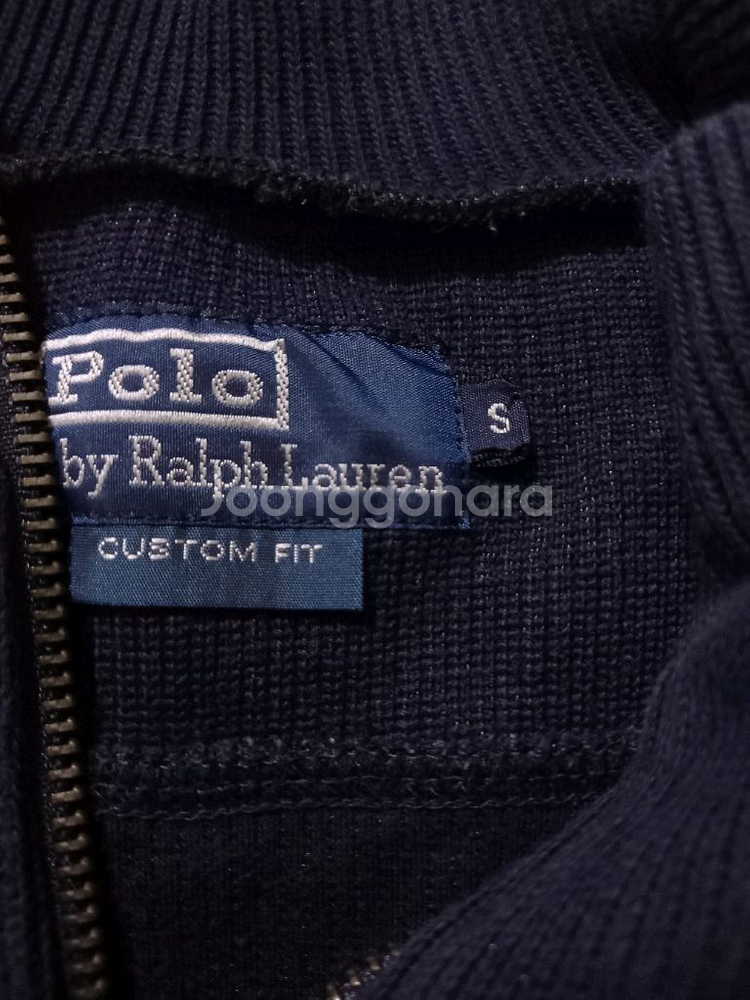 Polo
S
by Ralph Lauren
Joonggonara
CUSTOM FIT